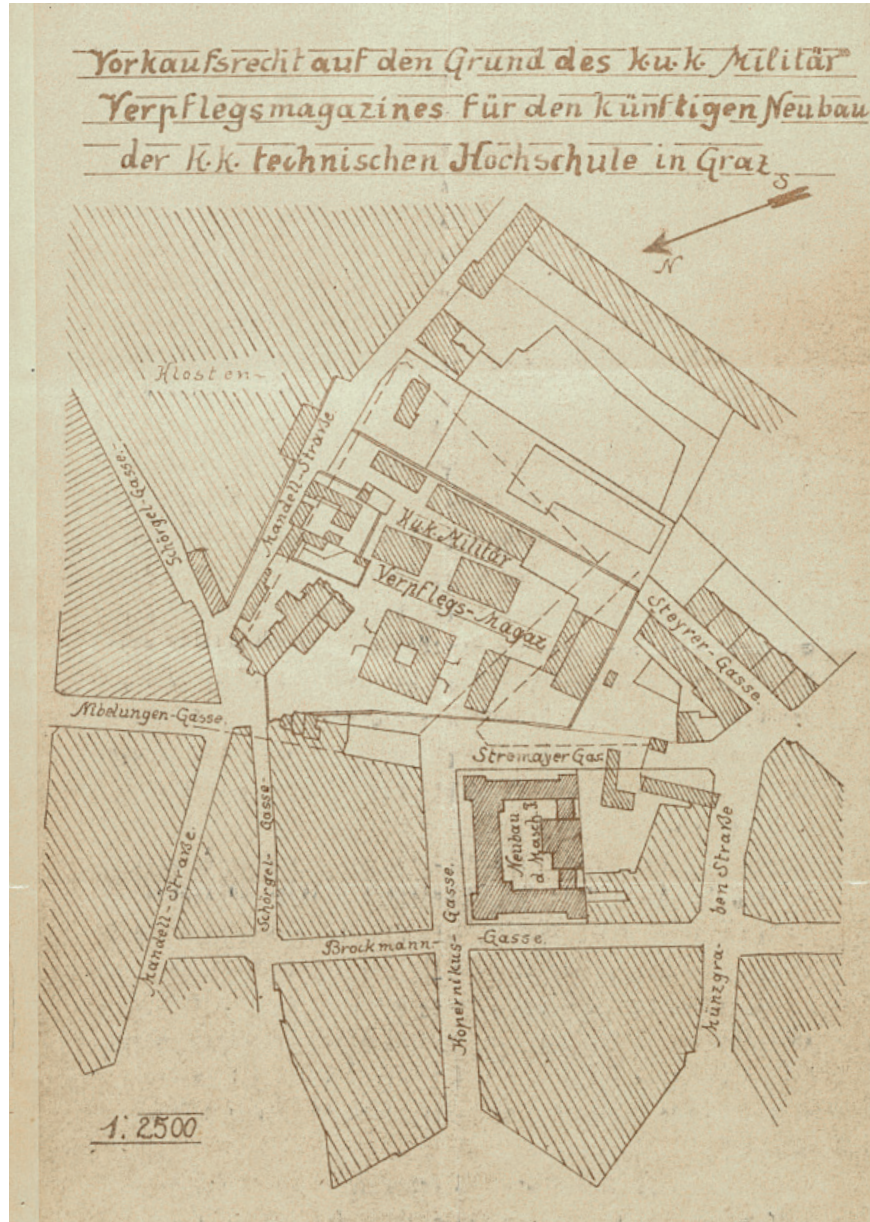 Vorkaufsrecht auf den Grund des k.u.k. Militär
Verpflegsmagazines für den künftigen Neubau
der k.k. technischen Hochschule in Graz
S
N
Kloster-
Schörgel-Gasse.
Mandell-Straße
K.u.k. Militär
Verpflegs-Magaz
Steyrer-Gasse.
Nibelungen-Gasse.
Stremayer Gas.
Neubau
d. Masch. I.
Mandell-Straße.
Schörgel-Gasse-
Kopernikus-Gasse.
Münzgra-ben Straße
Brockmann-Gasse.
1:2500